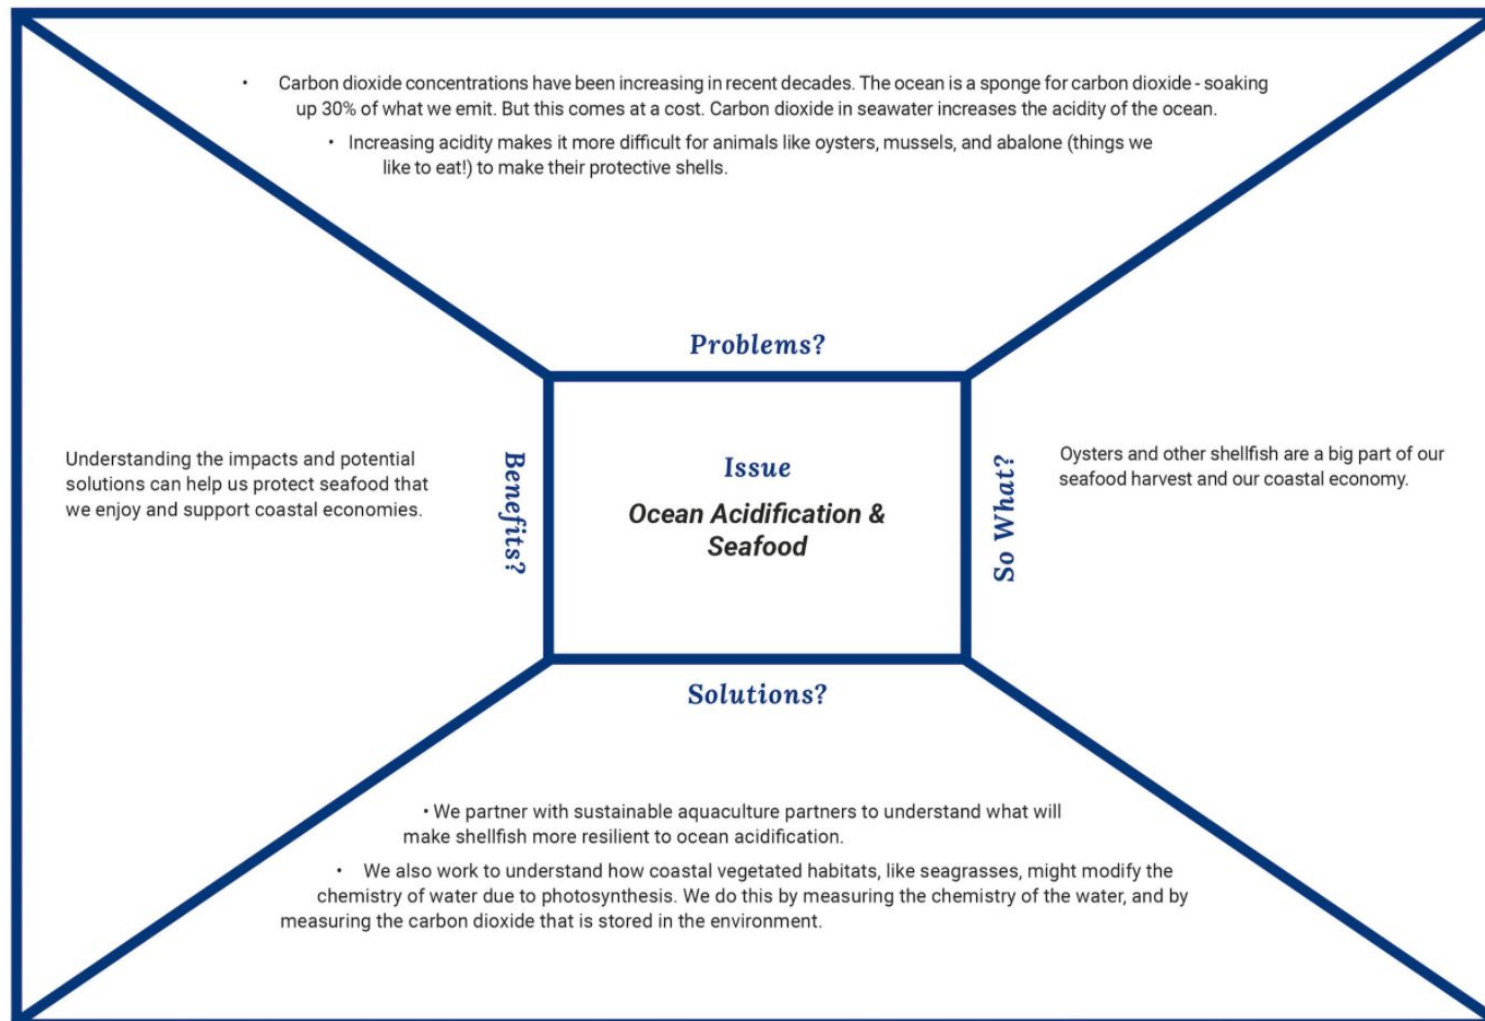 • Carbon dioxide concentrations have been increasing in recent decades. The ocean is a sponge for carbon dioxide - soaking
up 30% of what we emit. But this comes at a cost. Carbon dioxide in seawater increases the acidity of the ocean.
• Increasing acidity makes it more difficult for animals like oysters, mussels, and abalone (things we
like to eat!) to make their protective shells.
Problems?
Understanding the impacts and potential
solutions can help us protect seafood that
we enjoy and support coastal economies.
Benefits?
Issue
Ocean Acidification &
Seafood
So What?
Oysters and other shellfish are a big part of our
seafood harvest and our coastal economy.
Solutions?
• We partner with sustainable aquaculture partners to understand what will
make shellfish more resilient to ocean acidification.
• We also work to understand how coastal vegetated habitats, like seagrasses, might modify the
chemistry of water due to photosynthesis. We do this by measuring the chemistry of the water, and by
measuring the carbon dioxide that is stored in the environment.